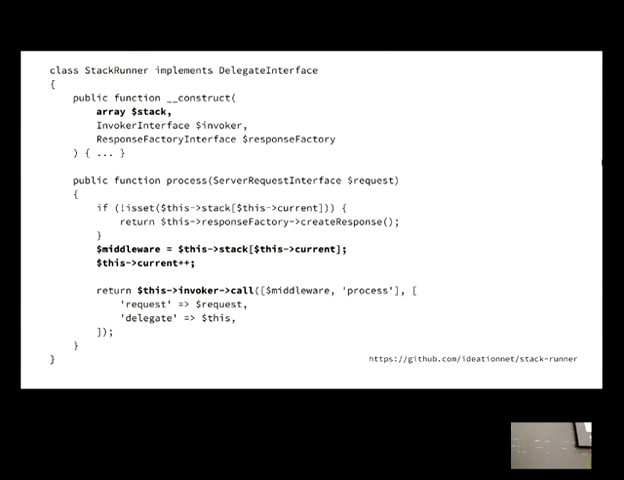 class StackRunner implements DelegateInterface
{
    public function __construct(
        array $stack,
        InvokerInterface $invoker,
        ResponseFactoryInterface $responseFactory
    ) { ... }

    public function process(ServerRequestInterface $request)
    {
        if (!isset($this->stack[$this->current])) {
            return $this->responseFactory->createResponse();
        }
        $middleware = $this->stack[$this->current];
        $this->current++;

        return $this->invoker->call([$middleware, 'process'], [
            'request' => $request,
            'delegate' => $this,
        ]);
    }
}
https://github.com/ideationnet/stack-runner